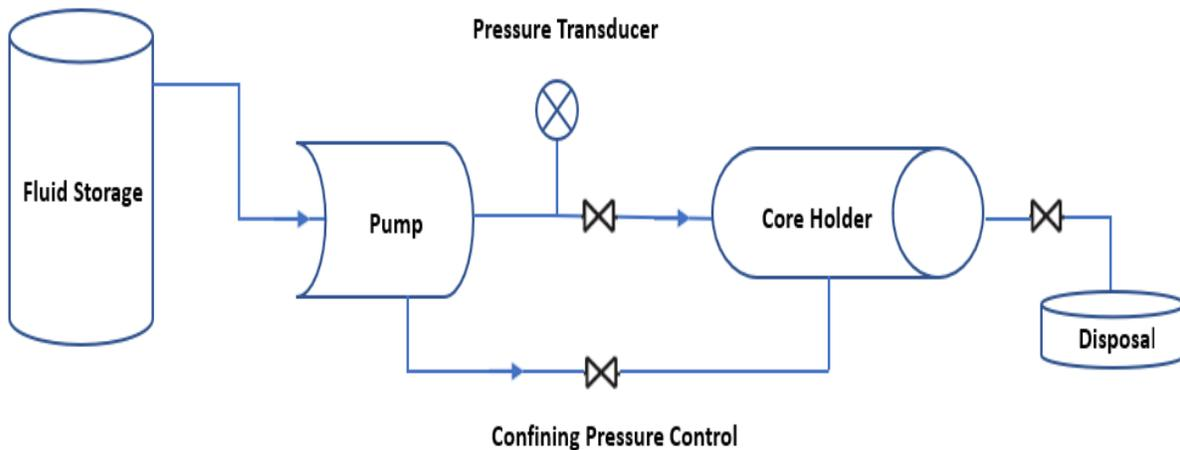 Pressure Transducer
Fluid Storage
Pump
Core Holder
Disposal
Confining Pressure Control